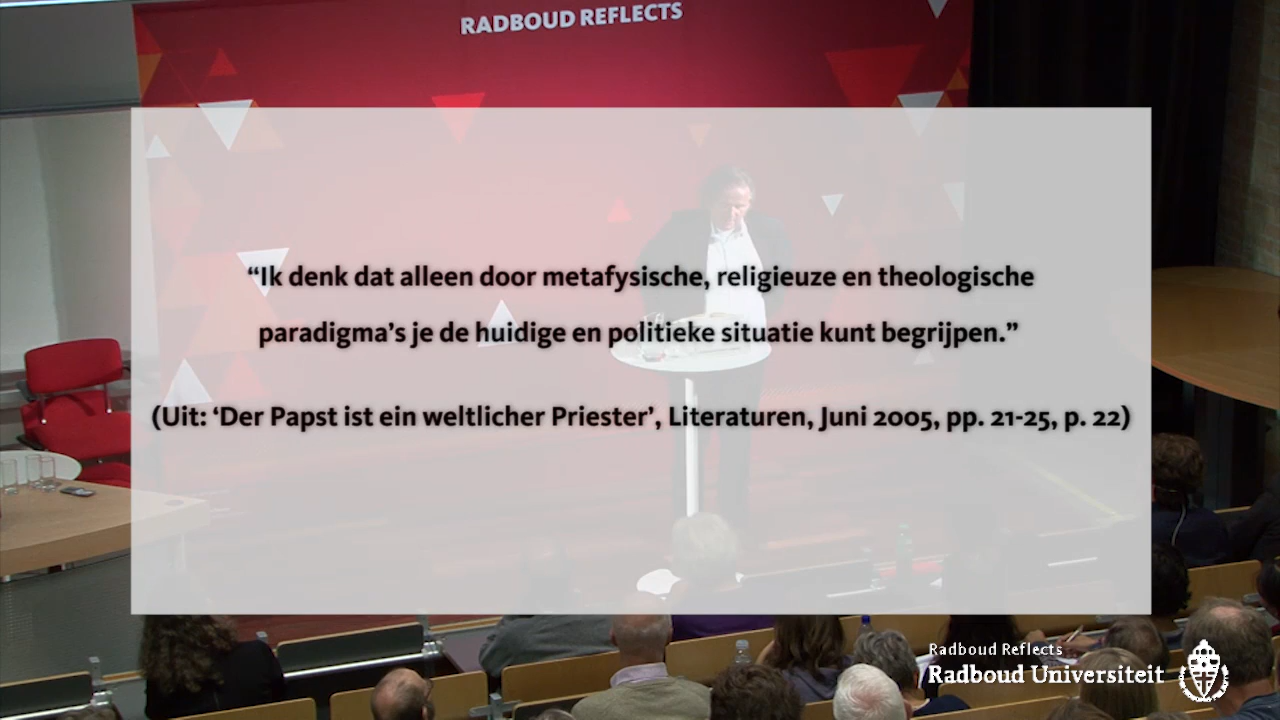 RADBOUD REFLECTS
“Ik denk dat alleen door metafysische, religieuze en theologische
paradigma’s je de huidige en politieke situatie kunt begrijpen.”
(Uit: ‘Der Papst ist ein weltlicher Priester’, Literaturen, Juni 2005, pp. 21-25, p. 22)
Radboud Reflects
Radboud Universiteit